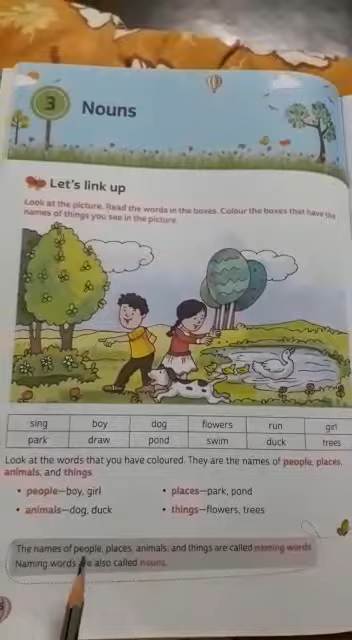 3 Nouns
Let's link up
Look at the picture. Read the words in the boxes. Colour the boxes that have the
names of things you see in the picture.
sing boy dog flowers run girl
park draw pond swim duck trees
Look at the words that you have coloured. They are the names of people, places,
animals, and things.
• people—boy, girl • places—park, pond
• animals—dog, duck • things—flowers, trees
The names of people, places, animals, and things are called naming words.
Naming words are also called nouns.